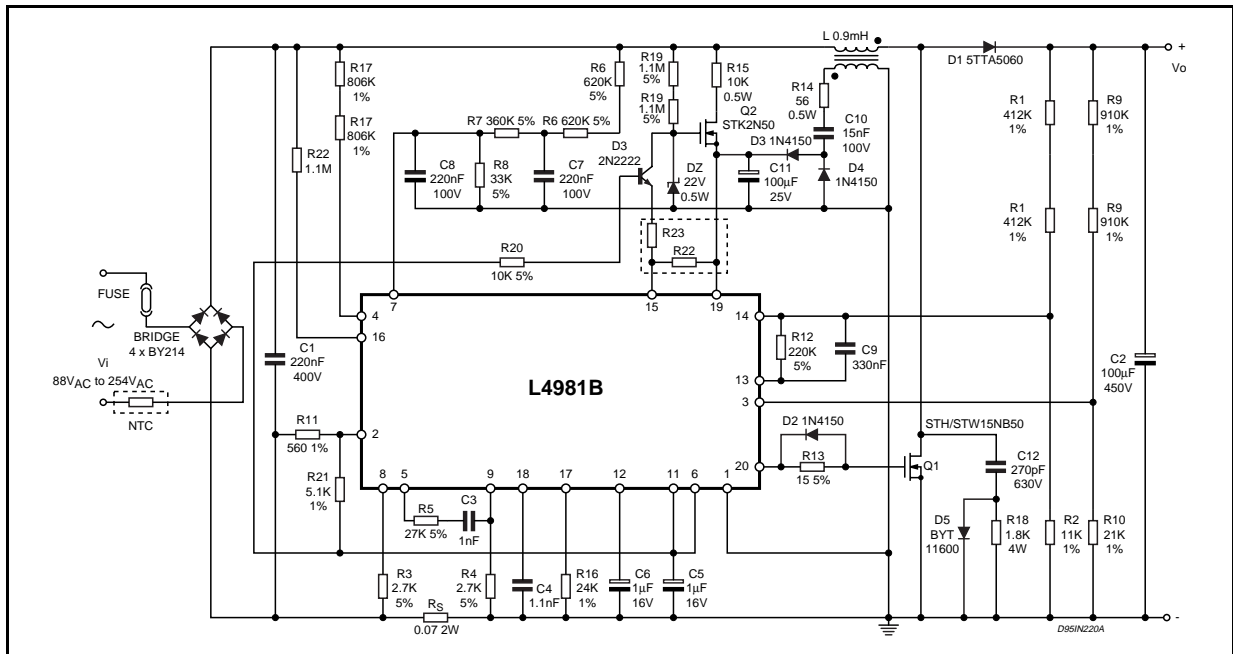 L 0.9mH
D1 5TTA5060
+
Vo
R17
806K
1%
R6
620K
5%
R19
1.1M
5%
R15
10K
0.5W
R14
56
0.5W
R1
412K
1%
R9
910K
1%
R17
806K
1%
R22
1.1M
R7 360K 5%
R6 620K 5%
R19
1.1M
5%
Q2
STK2N50
C10
15nF
100V
D3
2N2222
D3 1N4150
C8
220nF
100V
R8
33K
5%
C7
220nF
100V
DZ
22V
0.5W
C11
100µF
25V
D4
1N4150
R1
412K
1%
R9
910K
1%
R23
R22
R20
10K 5%
FUSE
BRIDGE
4 x BY214
Vi
88VAC to 254VAC
NTC
C1
220nF
400V
7
15
19
4
16
14
13
3
2
20
L4981B
R12
220K
5%
C9
330nF
C2
100µF
450V
R11
560 1%
D2 1N4150
R13
15 5%
STH/STW15NB50
Q1
C12
270pF
630V
R21
5.1K
1%
8
5
9
18
17
12
11
6
1
R5
27K 5%
C3
1nF
D5
BYT
11600
R18
1.8K
4W
R2
11K
1%
R10
21K
1%
R3
2.7K
5%
R4
2.7K
5%
C4
1.1nF
R16
24K
1%
C6
1µF
16V
C5
1µF
16V
RS
0.07 2W
-
D95IN220A